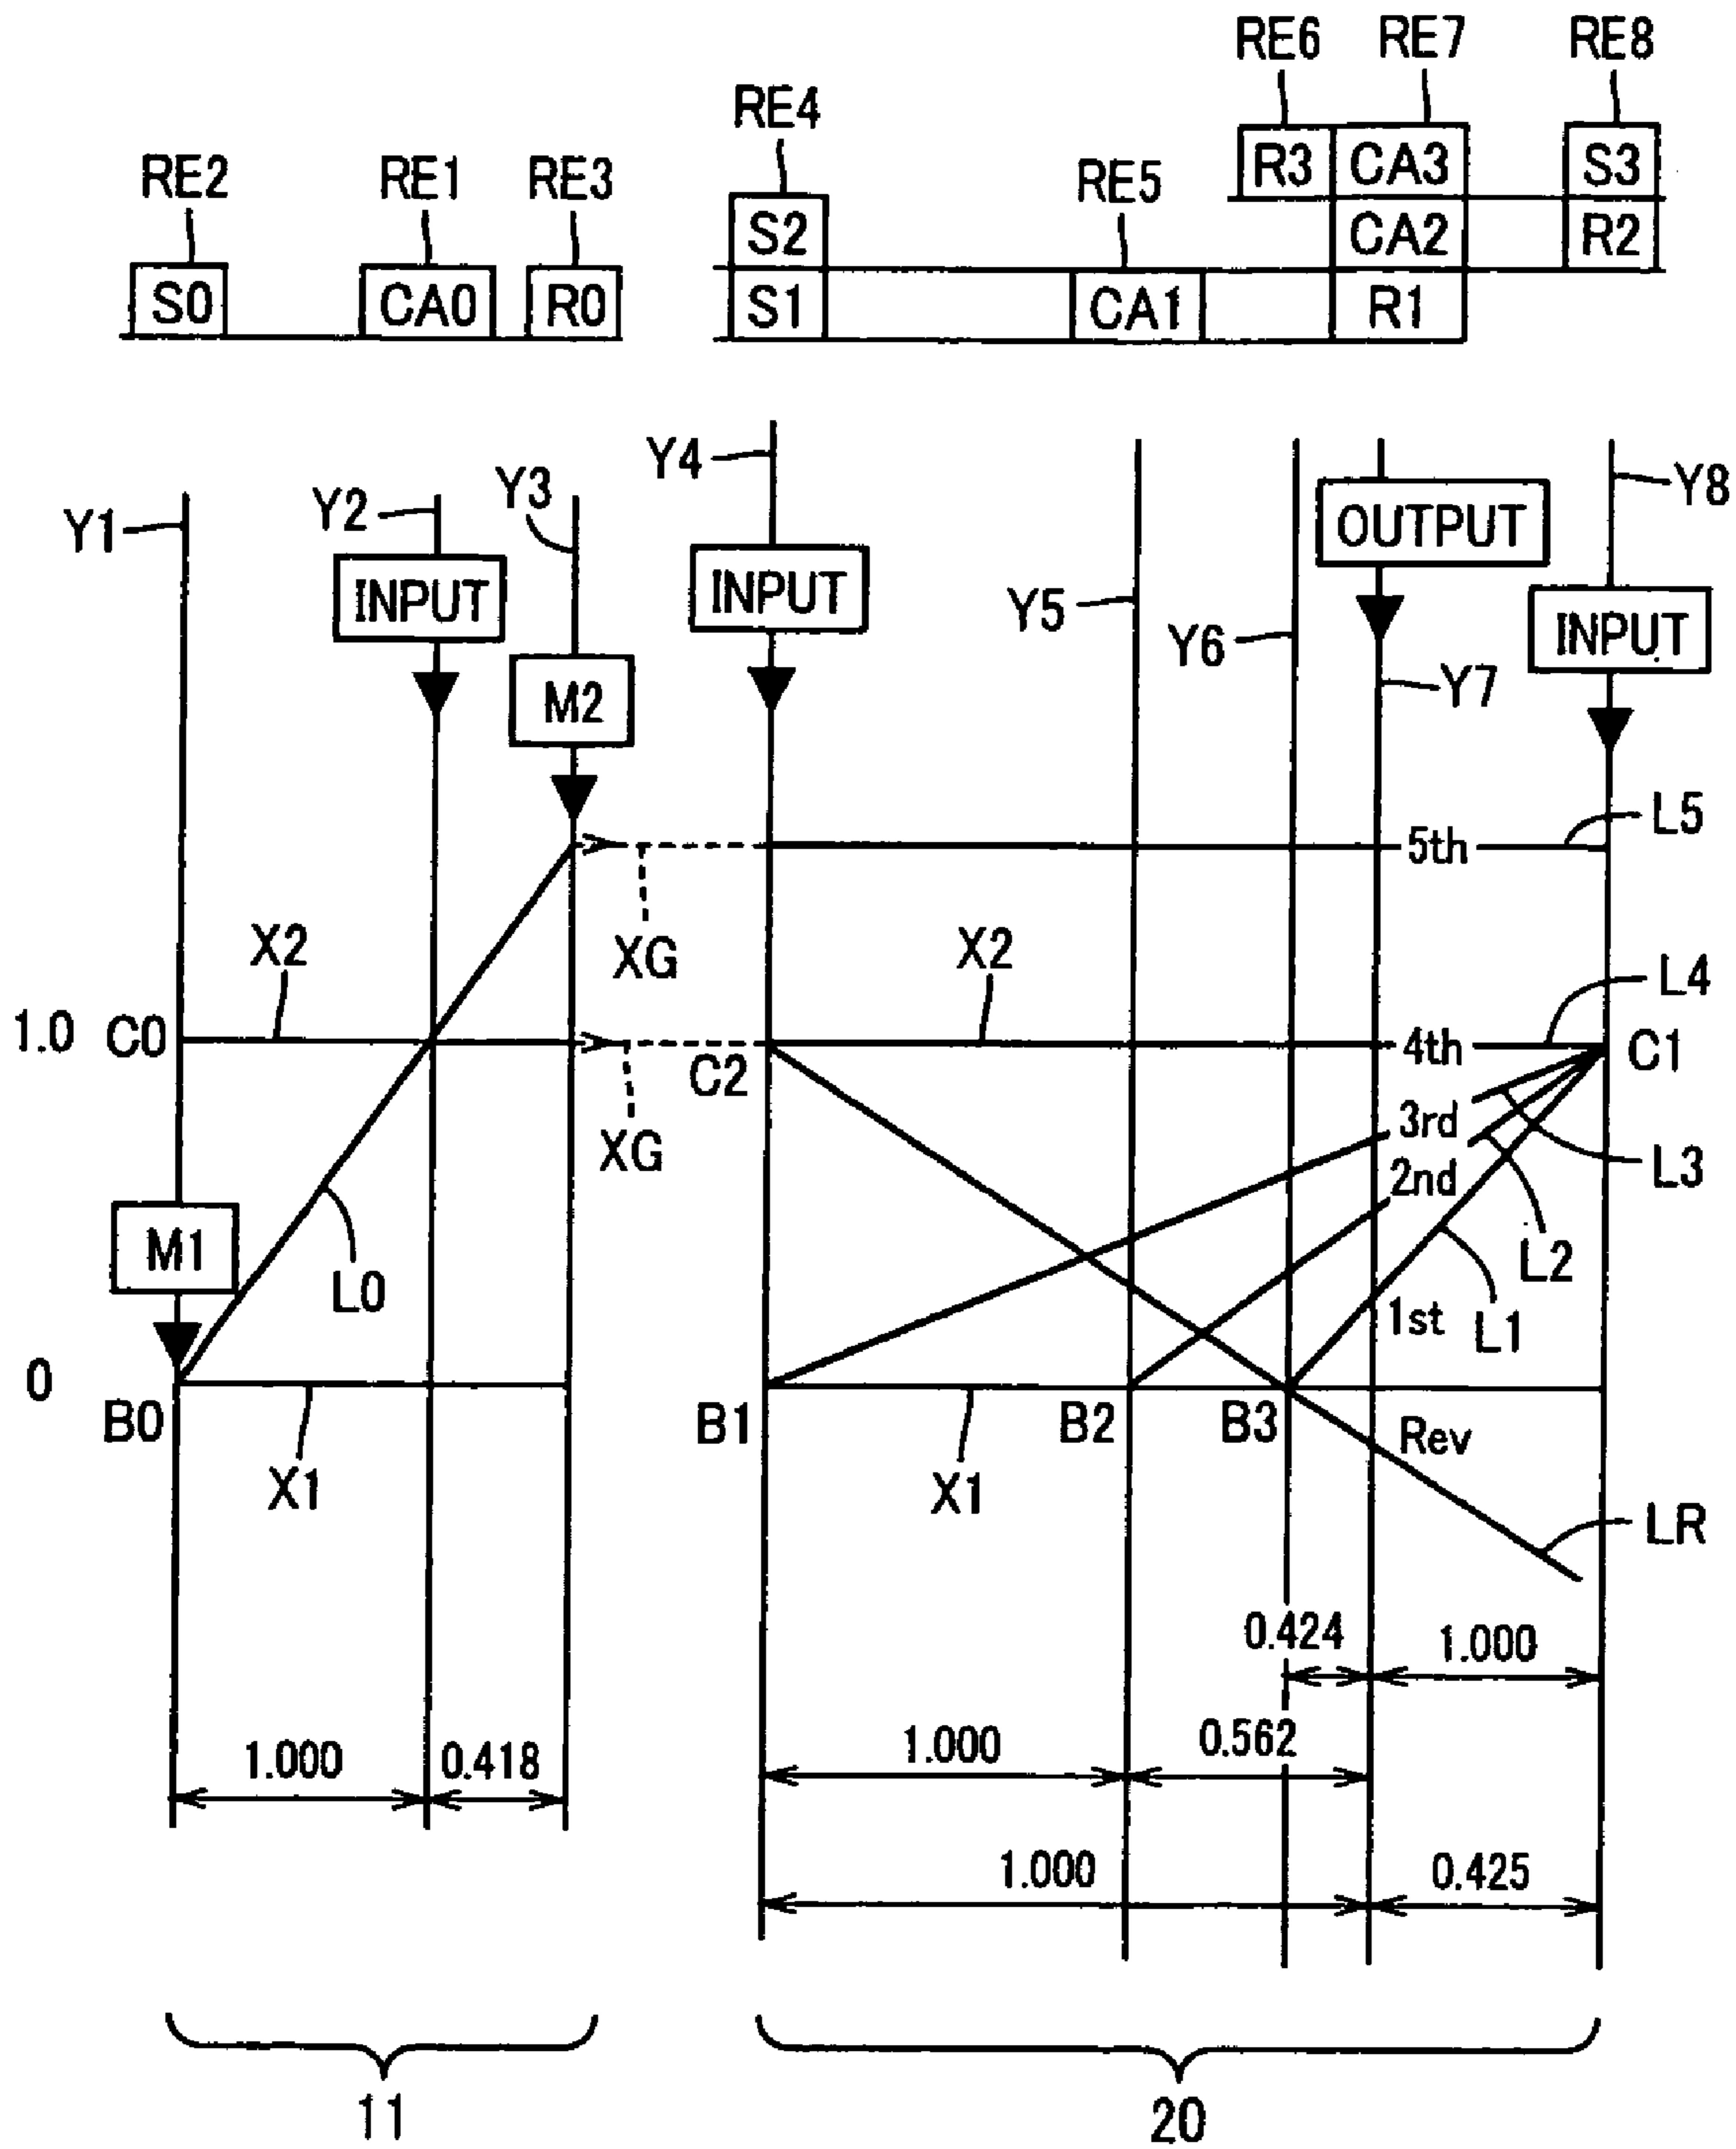 RE6 RE7 RE8
RE4
RE2 RE1 RE3 RE5
R3 CA3 S3
S2 CA2 R2
S0 CA0 R0 S1 CA1 R1
Y4 Y8
Y1 Y2 Y3
OUTPUT
INPUT INPUT Y5 INPUT
Y6
M2 Y7
L5
5th
X2 XG X2 L4
1.0 C0 C2 4th C1
XG 3rd L3
2nd
M1 L0 L2
1st L1
0
B0 B1 B2 B3 Rev
X1 X1
LR
0.424 1.000
1.000 0.562
1.000 0.418
1.000 0.425
11 20